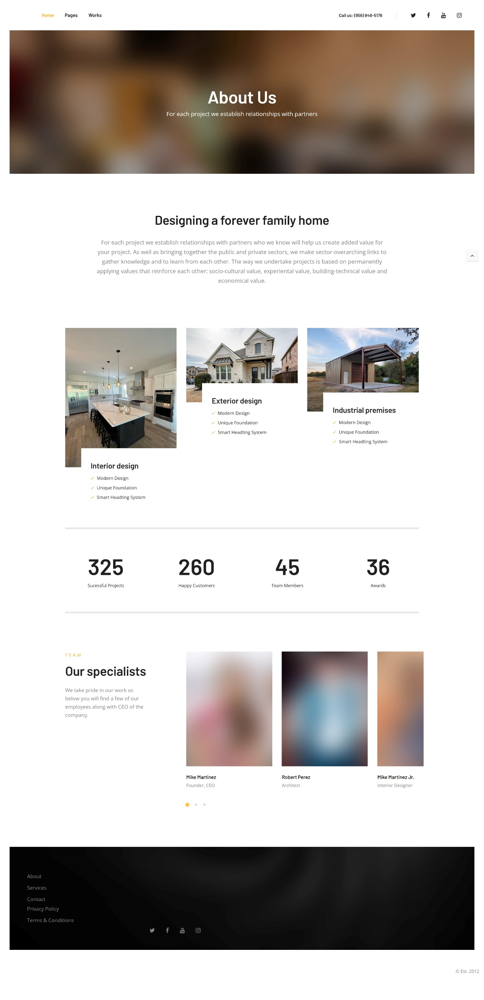 Home Pages Works Call us: (956) 846-5176
About Us
For each project we establish relationships with partners
Designing a forever family home
For each project we establish relationships with partners who we know will help us create added value for
your project. As well as bringing together the public and private sectors, we make sector-overarching links to
gather knowledge and to learn from each other. The way we undertake projects is based on permanently
applying values that reinforce each other: socio-cultural value, experiental value, building-technical value and
economical value.
Interior design
Modern Design
Unique Foundation
Smart Headting System
Exterior design
Modern Design
Unique Foundation
Smart Headting System
Industrial premises
Modern Design
Unique Foundation
Smart Headting System
325
Sucessful Projects
260
Happy Customers
45
Team Members
36
Awards
TEAM
Our specialists
We take pride in our work so
below you will find a few of our
employees along with CEO of the
company.
Mike Martinez
Founder, CEO
Robert Perez
Architect
Mike Martinez Jr.
Interior Designer
About
Services
Contact
Privacy Policy
Terms & Conditions
© Est. 2012